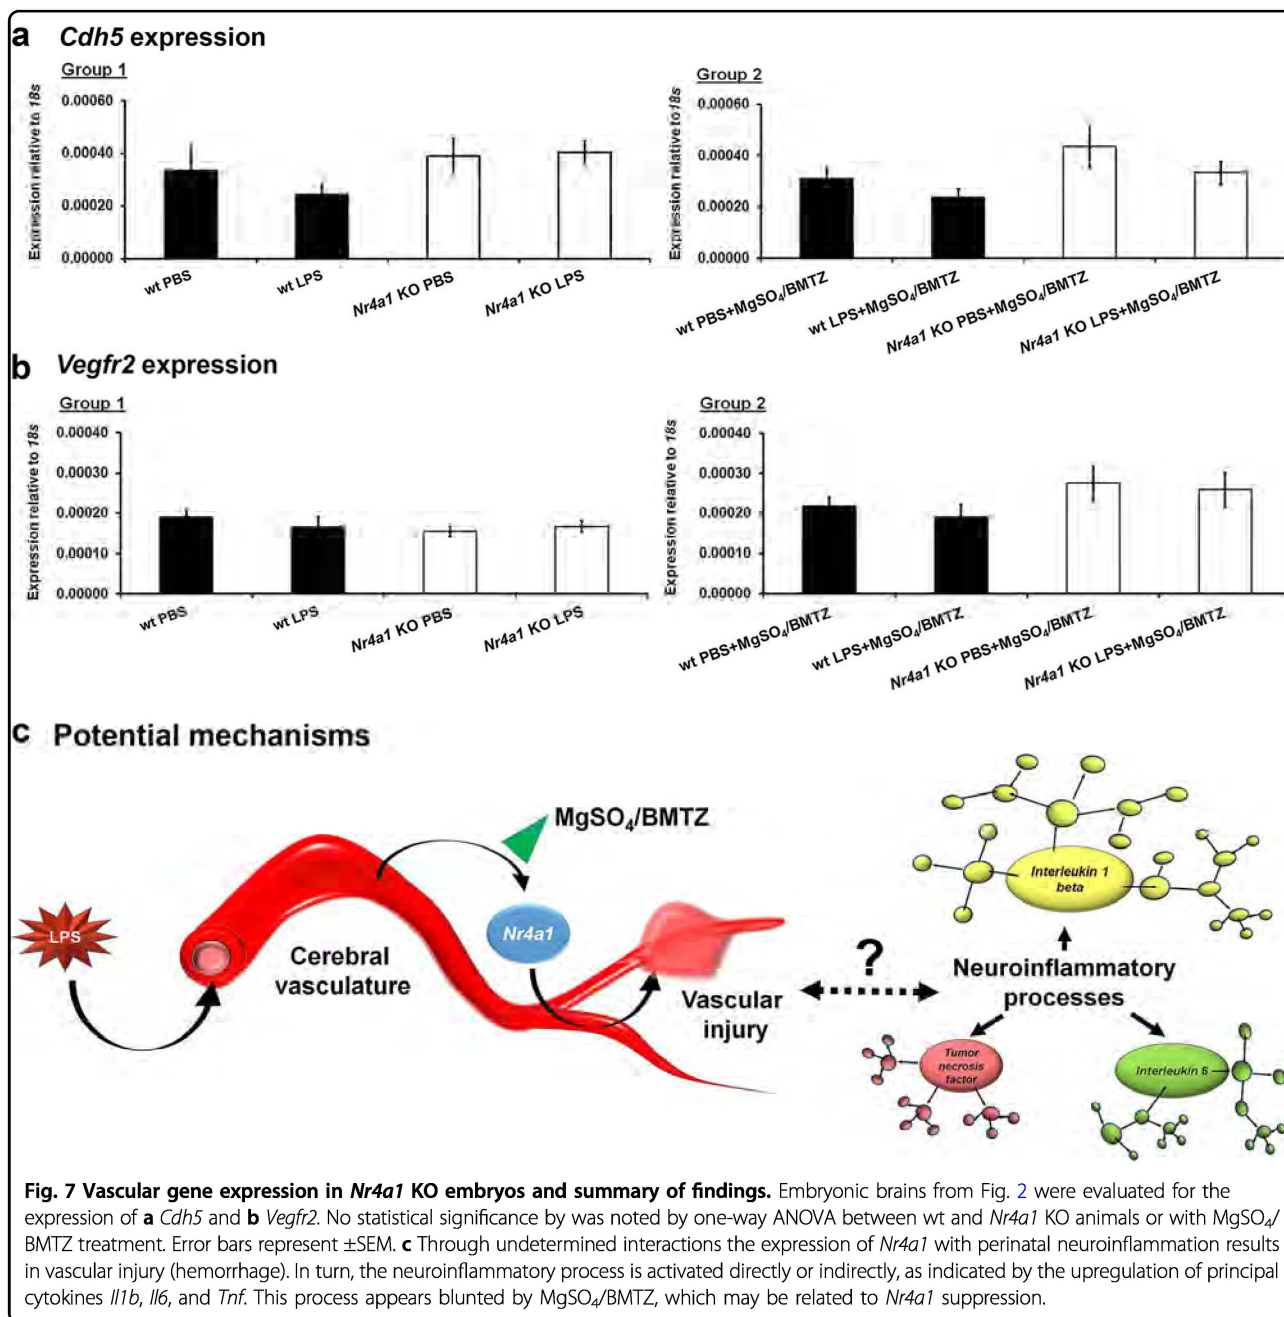 a Cdh5 expression
Group 1
Expression relative to 18s
0.00060
0.00040
0.00020
0.00000
wt PBS
wt LPS
Nr4a1 KO PBS
Nr4a1 KO LPS
Group 2
Expression relative to 18s
0.00060
0.00040
0.00020
0.00000
wt PBS+MgSO4/BMTZ
wt LPS+MgSO4/BMTZ
Nr4a1 KO PBS+MgSO4/BMTZ
Nr4a1 KO LPS+MgSO4/BMTZ
b Vegfr2 expression
Group 1
Expression relative to 18s
0.00040
0.00030
0.00020
0.00010
0.00000
wt PBS
wt LPS
Nr4a1 KO PBS
Nr4a1 KO LPS
Group 2
Expression relative to 18s
0.00040
0.00030
0.00020
0.00010
0.00000
wt PBS+MgSO4/BMTZ
wt LPS+MgSO4/BMTZ
Nr4a1 KO PBS+MgSO4/BMTZ
Nr4a1 KO LPS+MgSO4/BMTZ
c Potential mechanisms
LPS
Cerebral
vasculature
MgSO4/BMTZ
Nr4a1
Vascular
injury
?
Interleukin 1
beta
Neuroinflammatory
processes
Tumor
necrosis
factor
Interleukin 6
Fig. 7 Vascular gene expression in Nr4a1 KO embryos and summary of findings. Embryonic brains from Fig. 2 were evaluated for the
expression of a Cdh5 and b Vegfr2. No statistical significance by was noted by one-way ANOVA between wt and Nr4a1 KO animals or with MgSO4/
BMTZ treatment. Error bars represent ±SEM. c Through undetermined interactions the expression of Nr4a1 with perinatal neuroinflammation results
in vascular injury (hemorrhage). In turn, the neuroinflammatory process is activated directly or indirectly, as indicated by the upregulation of principal
cytokines Il1b, Il6, and Tnf. This process appears blunted by MgSO4/BMTZ, which may be related to Nr4a1 suppression.